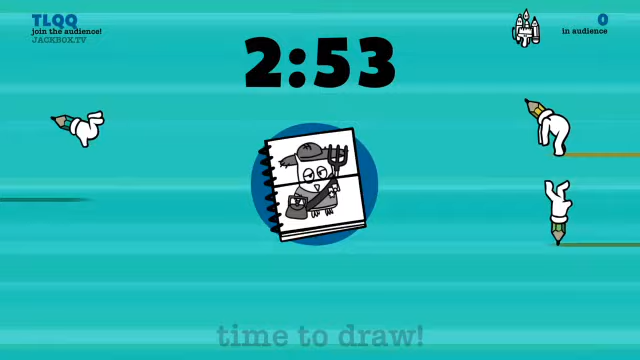 TLQQ
join the audience!
JACKBOX.TV
2:53
0
in audience
time to draw!